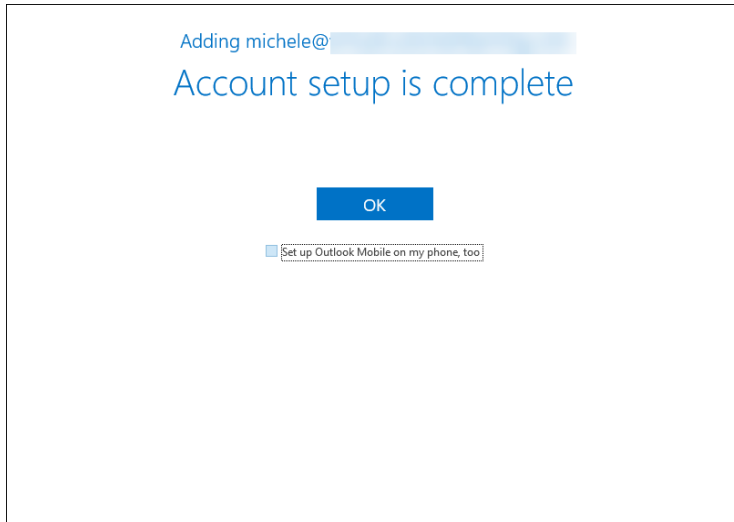 Adding michele@
Account setup is complete
OK
Set up Outlook Mobile on my phone, too